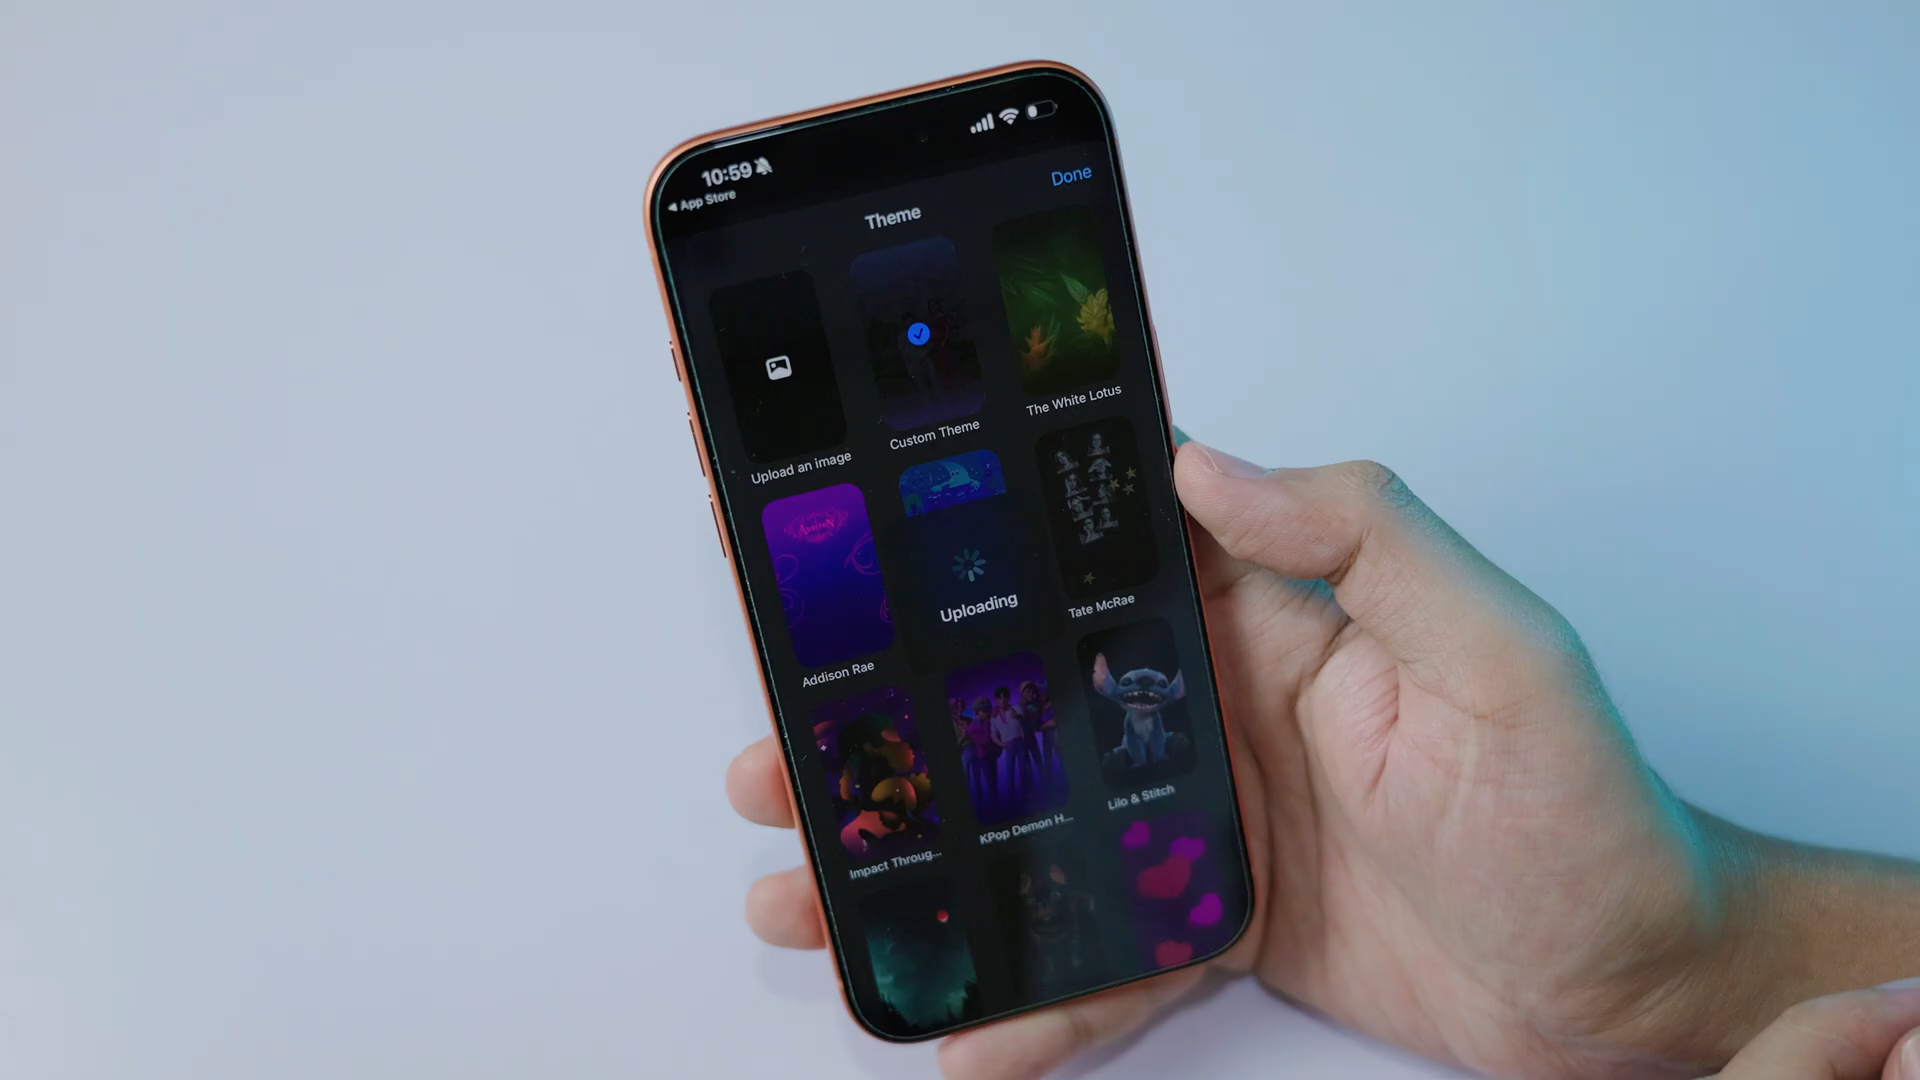 10:59
App Store
Done
Theme
Upload an image
Custom Theme
The White Lotus
ADDISON
Addison Rae
Uploading
Tate McRae
Impact Throug...
KPop Demon H...
Lilo & Stitch